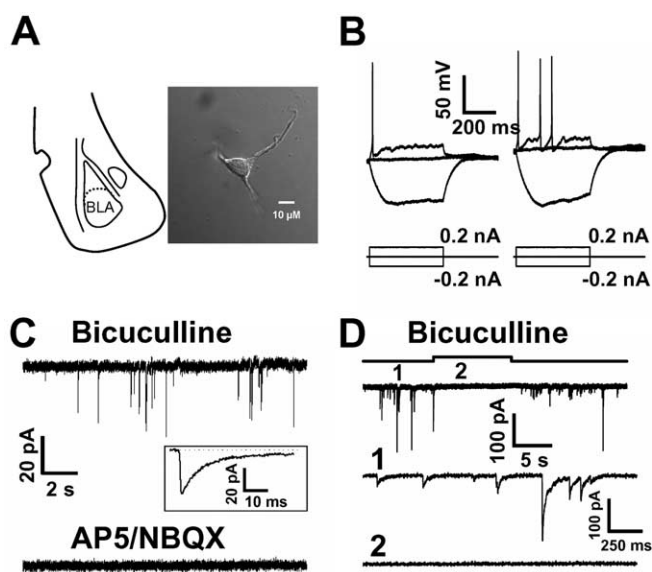 A
BLA
10 µM
B
50 mV
200 ms
0.2 nA
0.2 nA
-0.2 nA
-0.2 nA
C
Bicuculline
20 pA
2 s
20 pA
10 ms
AP5/NBQX
D
Bicuculline
1
2
100 pA
5 s
1
100 pA
250 ms
2